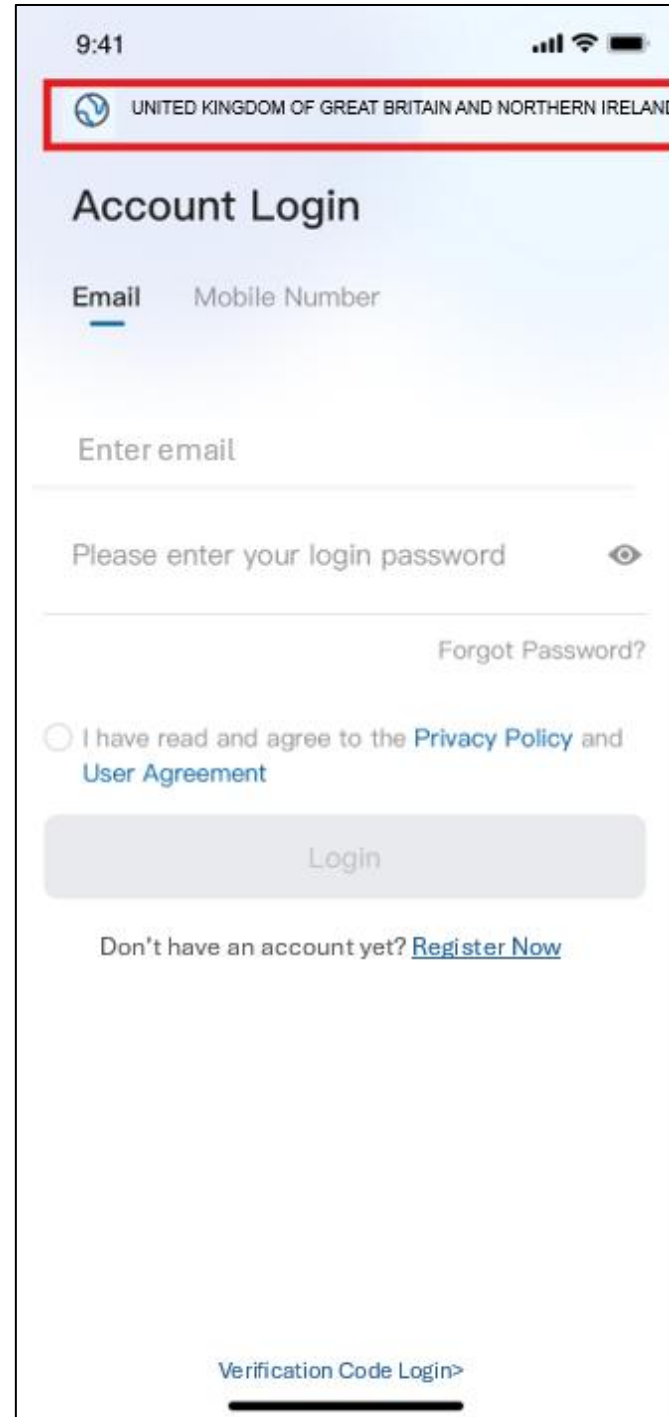 9:41
UNITED KINGDOM OF GREAT BRITAIN AND NORTHERN IRELAND
Account Login
Email Mobile Number
Enter email
Please enter your login password
Forgot Password?
I have read and agree to the Privacy Policy and
User Agreement
Login
Don't have an account yet? Register Now
Verification Code Login>